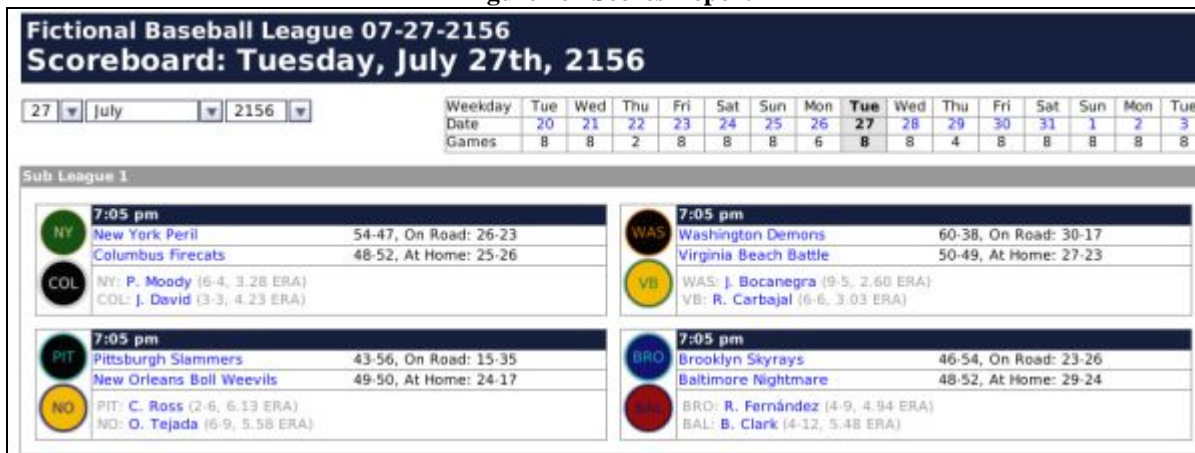 Fictional Baseball League 07-27-2156
Scoreboard: Tuesday, July 27th, 2156
27 July 2156
Weekday Tue Wed Thu Fri Sat Sun Mon Tue Wed Thu Fri Sat Sun Mon Tue
Date 20 21 22 23 24 25 26 27 28 29 30 31 1 2 3
Games 8 8 2 8 8 8 6 8 8 4 8 8 8 8 8
Sub League 1
7:05 pm
NY
New York Peril 54-47, On Road: 26-23
Columbus Firecats 48-52, At Home: 25-26
COL
NY: P. Moody (6-4, 3.28 ERA)
COL: J. David (3-3, 4.23 ERA)
7:05 pm
WAS
Washington Demons 60-38, On Road: 30-17
Virginia Beach Battle 50-49, At Home: 27-23
VB
WAS: J. Bocanegra (9-5, 2.60 ERA)
VB: R. Carbajal (6-6, 3.03 ERA)
7:05 pm
PIT
Pittsburgh Slammers 43-56, On Road: 15-35
New Orleans Boll Weevils 49-50, At Home: 24-17
NO
PIT: C. Ross (2-6, 6.13 ERA)
NO: O. Tejada (6-9, 5.58 ERA)
7:05 pm
BRO
Brooklyn Skyrays 46-54, On Road: 23-26
Baltimore Nightmare 48-52, At Home: 29-24
BAL
BRO: R. Fernández (4-9, 4.94 ERA)
BAL: B. Clark (4-12, 5.48 ERA)